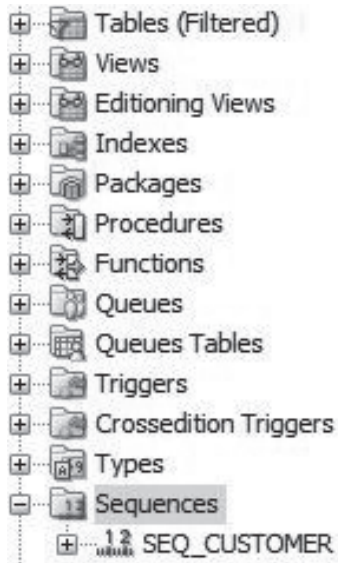 Tables (Filtered)
Views
Editioning Views
Indexes
Packages
Procedures
Functions
Queues
Queues Tables
Triggers
Crossedition Triggers
Types
Sequences
SEQ_CUSTOMER